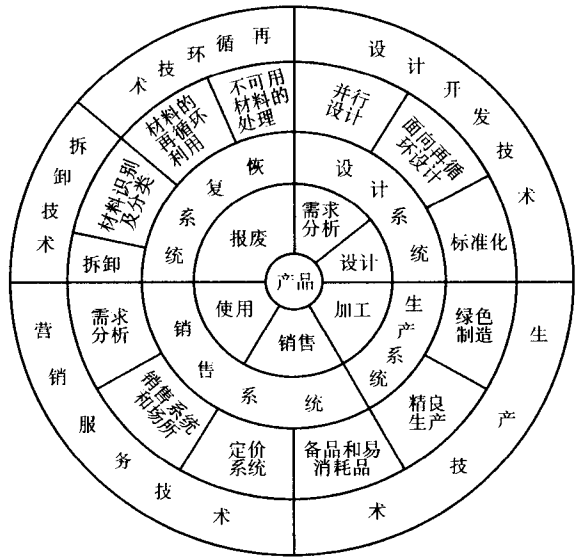 再循环技术
设计开发技术
不可用
材料的
处理
材料的
再循环
利用
并行
设计
面向再循
环设计
拆卸技术
材料识别
及分类
恢复系统
设计系统
标准化
拆卸
报废
需求
分析
设计
产品
使用
加工
销售
需求
分析
销售系统
生产系统
绿色
制造
营销服务技术
销售系统
和场所
定价
系统
备品和易
消耗品
精良
生产
生产技术